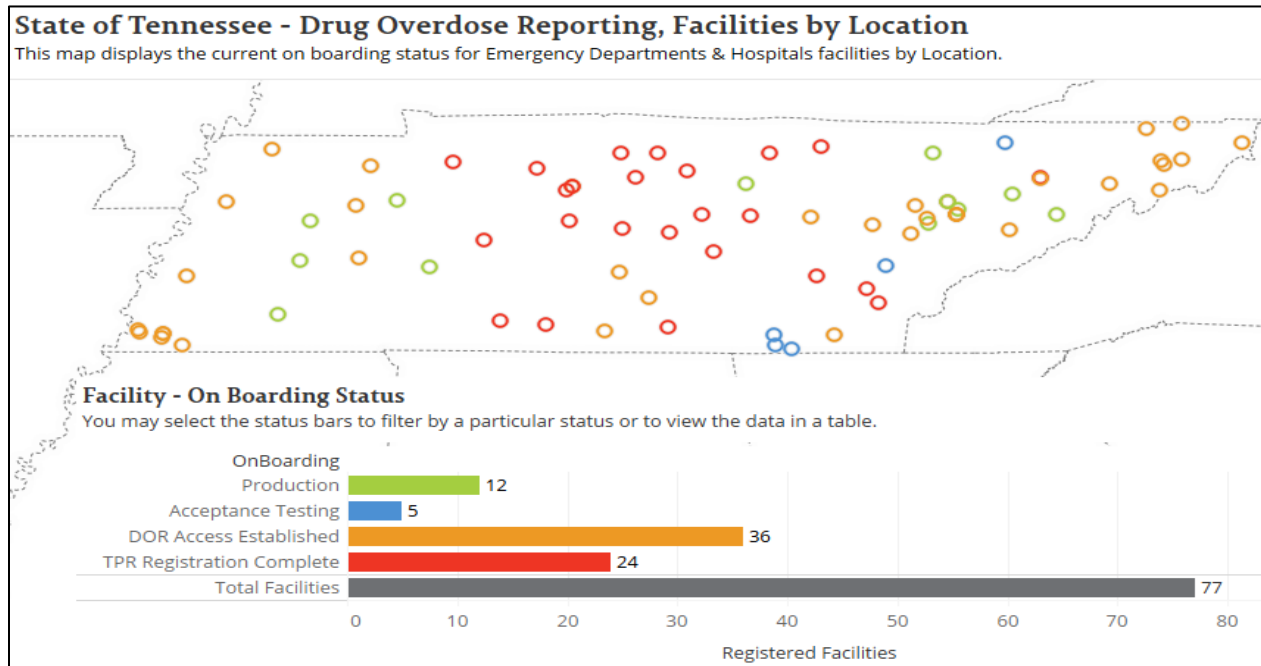 State of Tennessee - Drug Overdose Reporting, Facilities by Location
This map displays the current on boarding status for Emergency Departments & Hospitals facilities by Location.
Facility - On Boarding Status
You may select the status bars to filter by a particular status or to view the data in a table.
OnBoarding
Production 12
Acceptance Testing 5
DOR Access Established 36
TPR Registration Complete 24
Total Facilities 77
0 10 20 30 40 50 60 70 80
Registered Facilities